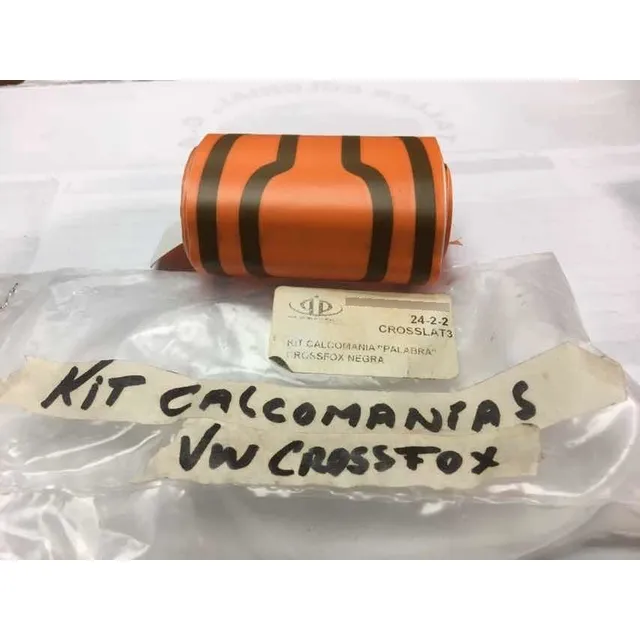 24-2-2
CROSSLAT3
KIT CALCOMANIA "PALABRA"
CROSSFOX NEGRA
KIT CALCOMANIAS
VW CROSSFOX